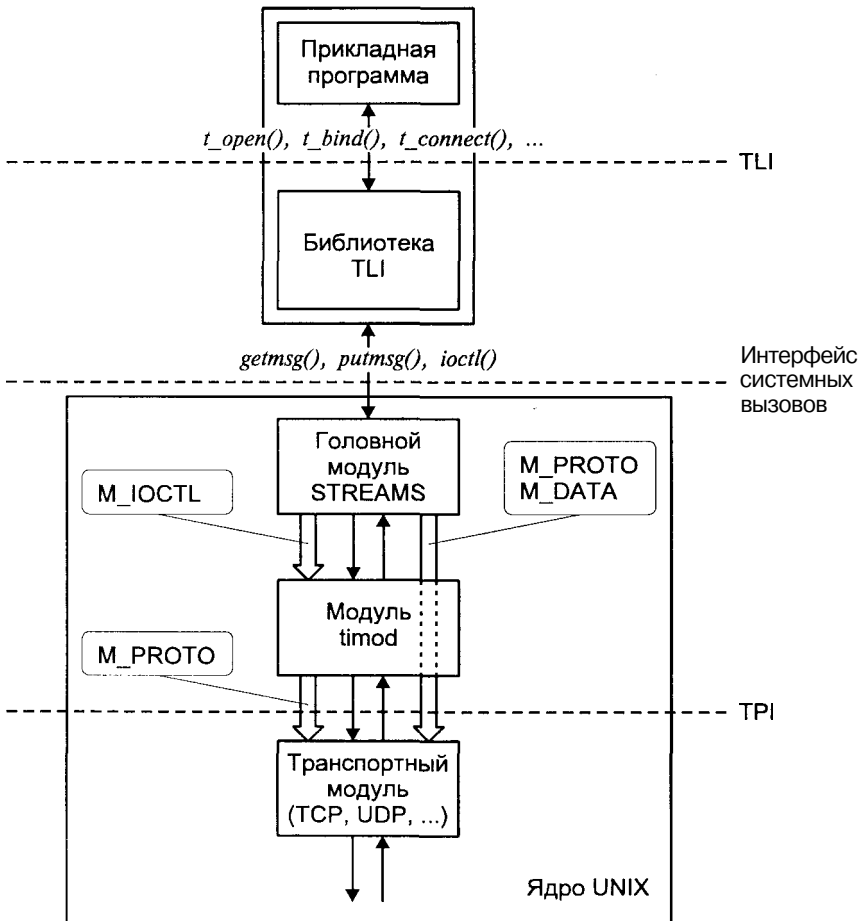 Прикладная
программа
t_open(), t_bind(), t_connect(), ...
TLI
Библиотека
TLI
getmsg(), putmsg(), ioctl()
Интерфейс
системных
вызовов
Головной
модуль
STREAMS
M_IOCTL
M_PROTO
M_DATA
Модуль
timod
M_PROTO
TPI
Транспортный
модуль
(TCP, UDP, ...)
Ядро UNIX